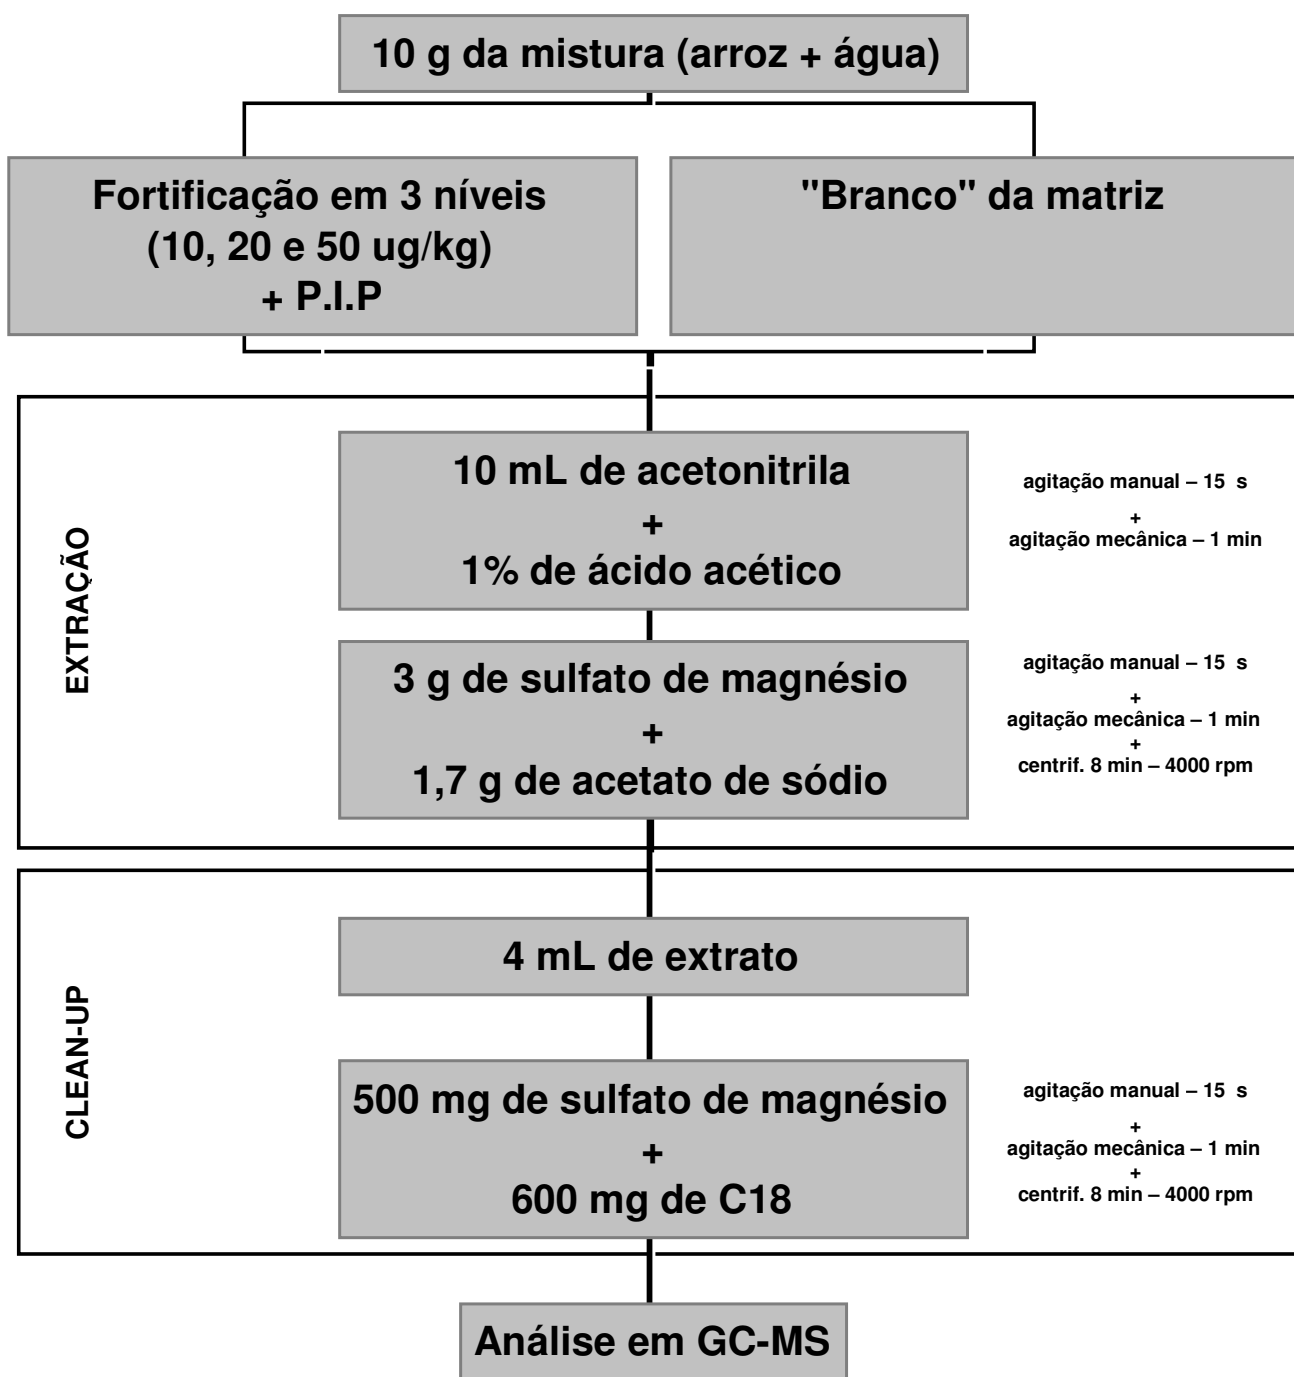 10 g da mistura (arroz + água)
Fortificação em 3 níveis
(10, 20 e 50 ug/kg)
+ P.I.P
"Branco" da matriz
EXTRAÇÃO
10 mL de acetonitrila
+
1% de ácido acético
agitação manual – 15 s
+
agitação mecânica – 1 min
3 g de sulfato de magnésio
+
1,7 g de acetato de sódio
agitação manual – 15 s
+
agitação mecânica – 1 min
+
centrif. 8 min – 4000 rpm
CLEAN-UP
4 mL de extrato
500 mg de sulfato de magnésio
+
600 mg de C18
agitação manual – 15 s
+
agitação mecânica – 1 min
+
centrif. 8 min – 4000 rpm
Análise em GC-MS